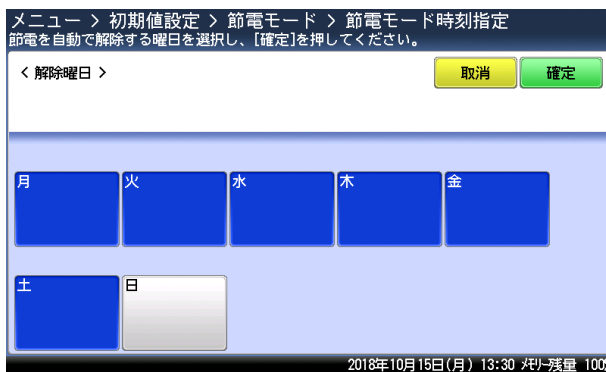 メニュー > 初期値設定 > 節電モード > 節電モード時刻指定
節電を自動で解除する曜日を選択し、[確定]を押してください。
< 解除曜日 > 取消 確定
月 火 水 木 金
土 日
2018年10月15日(月) 13:30 メモリー残量 100